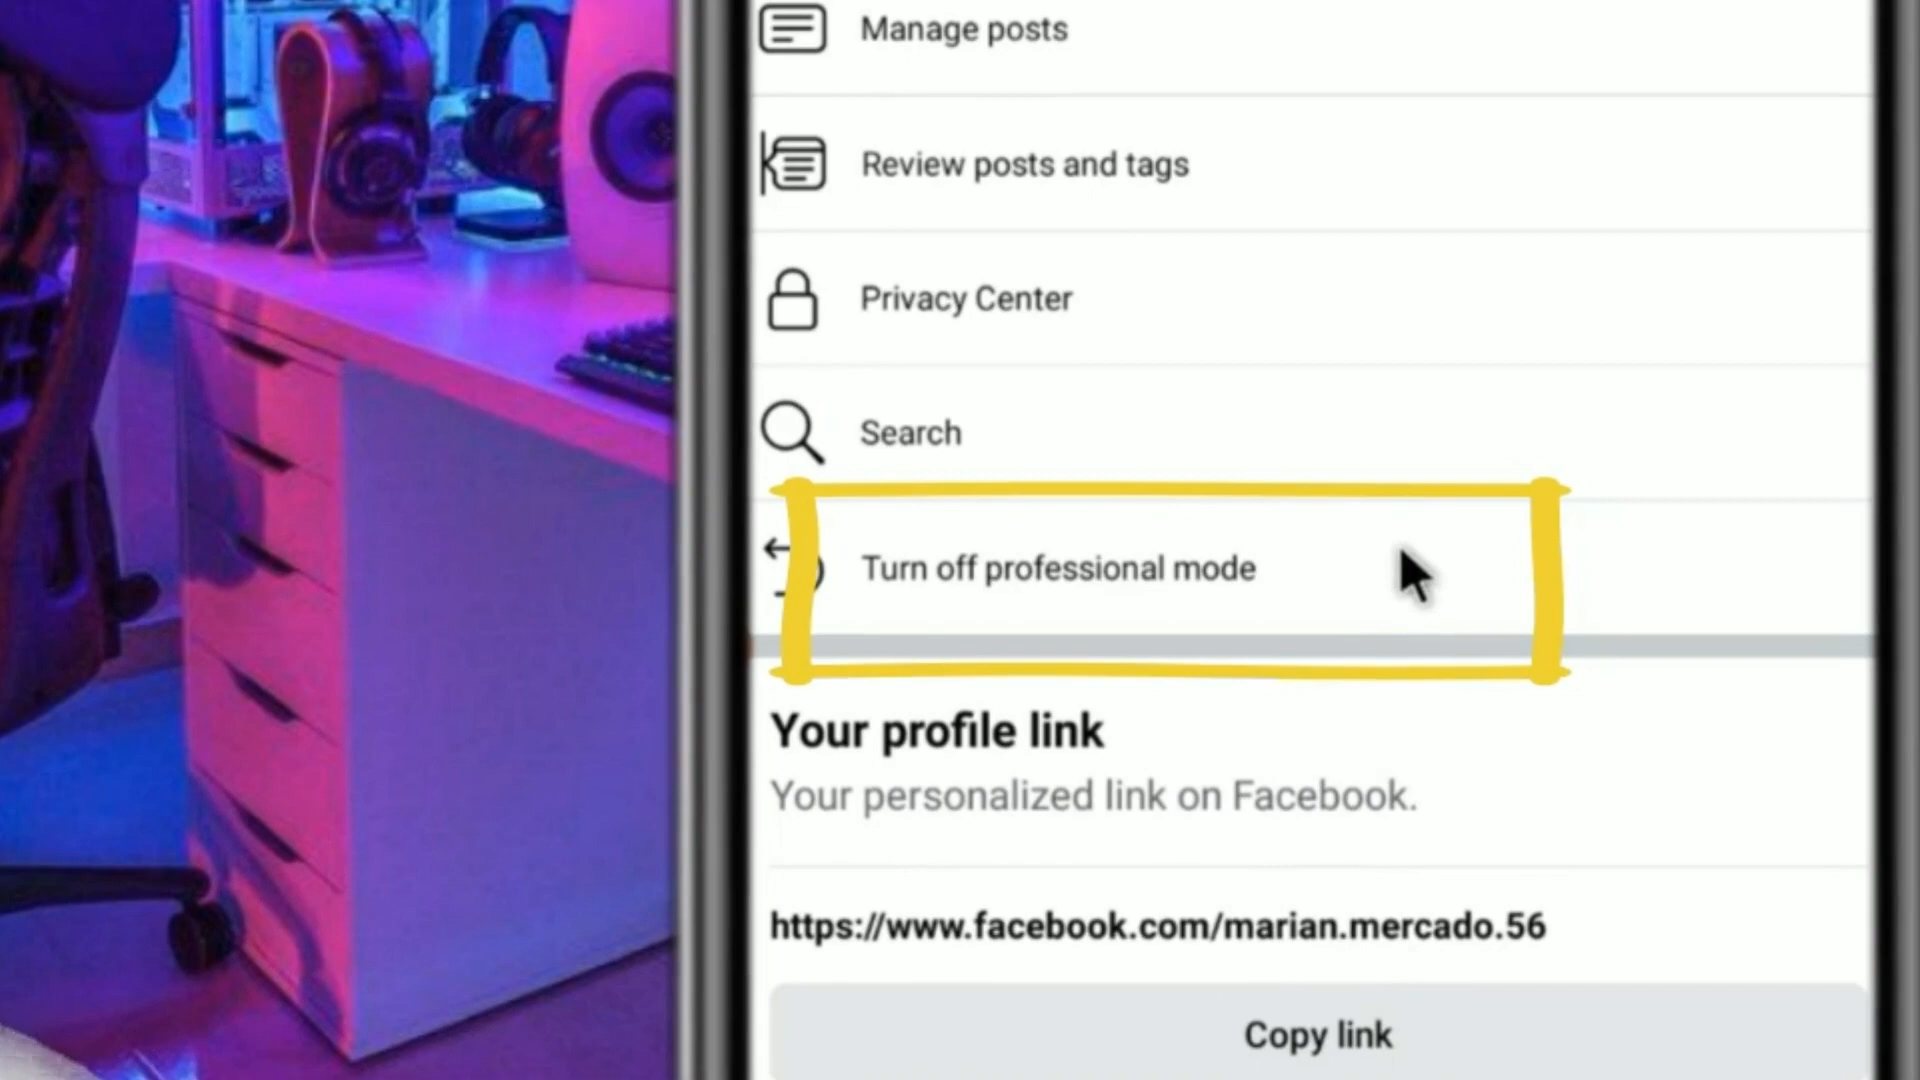 Manage posts
Review posts and tags
Privacy Center
Search
Turn off professional mode
Your profile link
Your personalized link on Facebook.
https://www.facebook.com/marian.mercado.56
Copy link